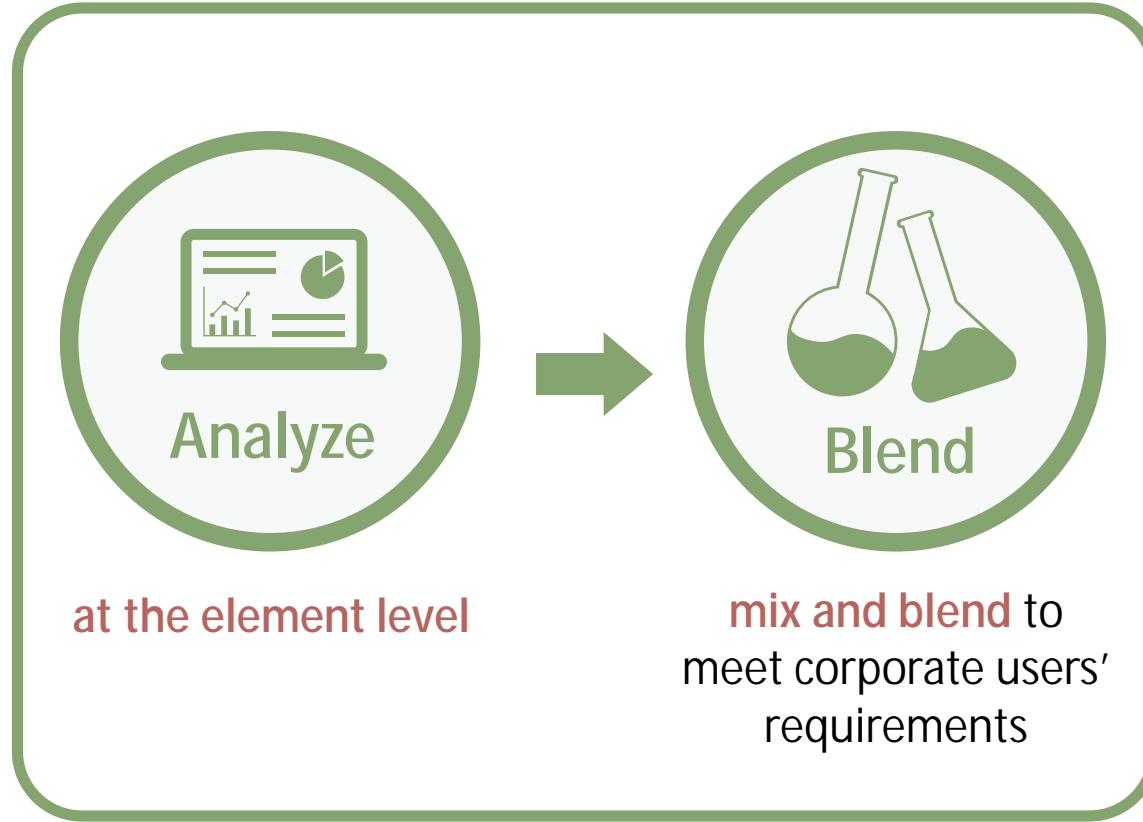 Analyze
at the element level
Blend
mix and blend to
meet corporate users’
requirements